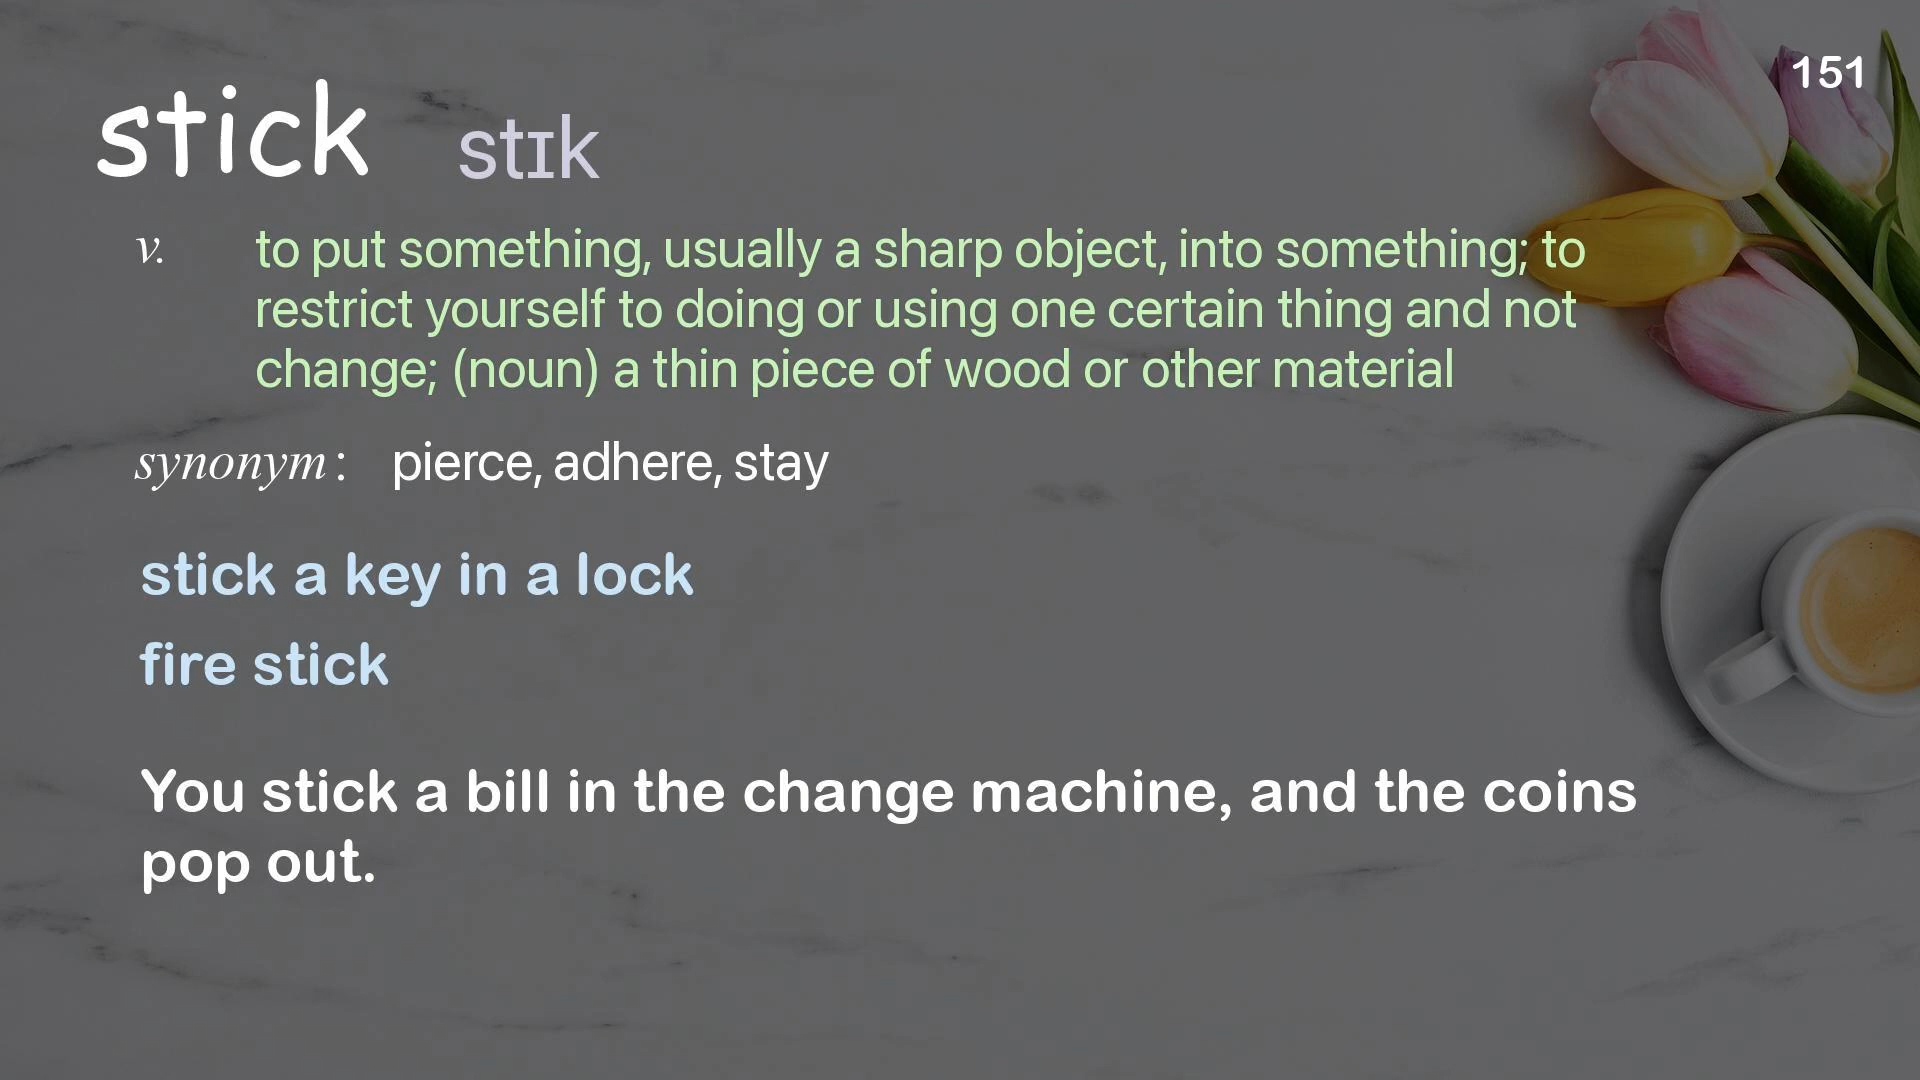 151
stick stɪk
v. to put something, usually a sharp object, into something; to
restrict yourself to doing or using one certain thing and not
change; (noun) a thin piece of wood or other material
synonym: pierce, adhere, stay
stick a key in a lock
fire stick
You stick a bill in the change machine, and the coins
pop out.